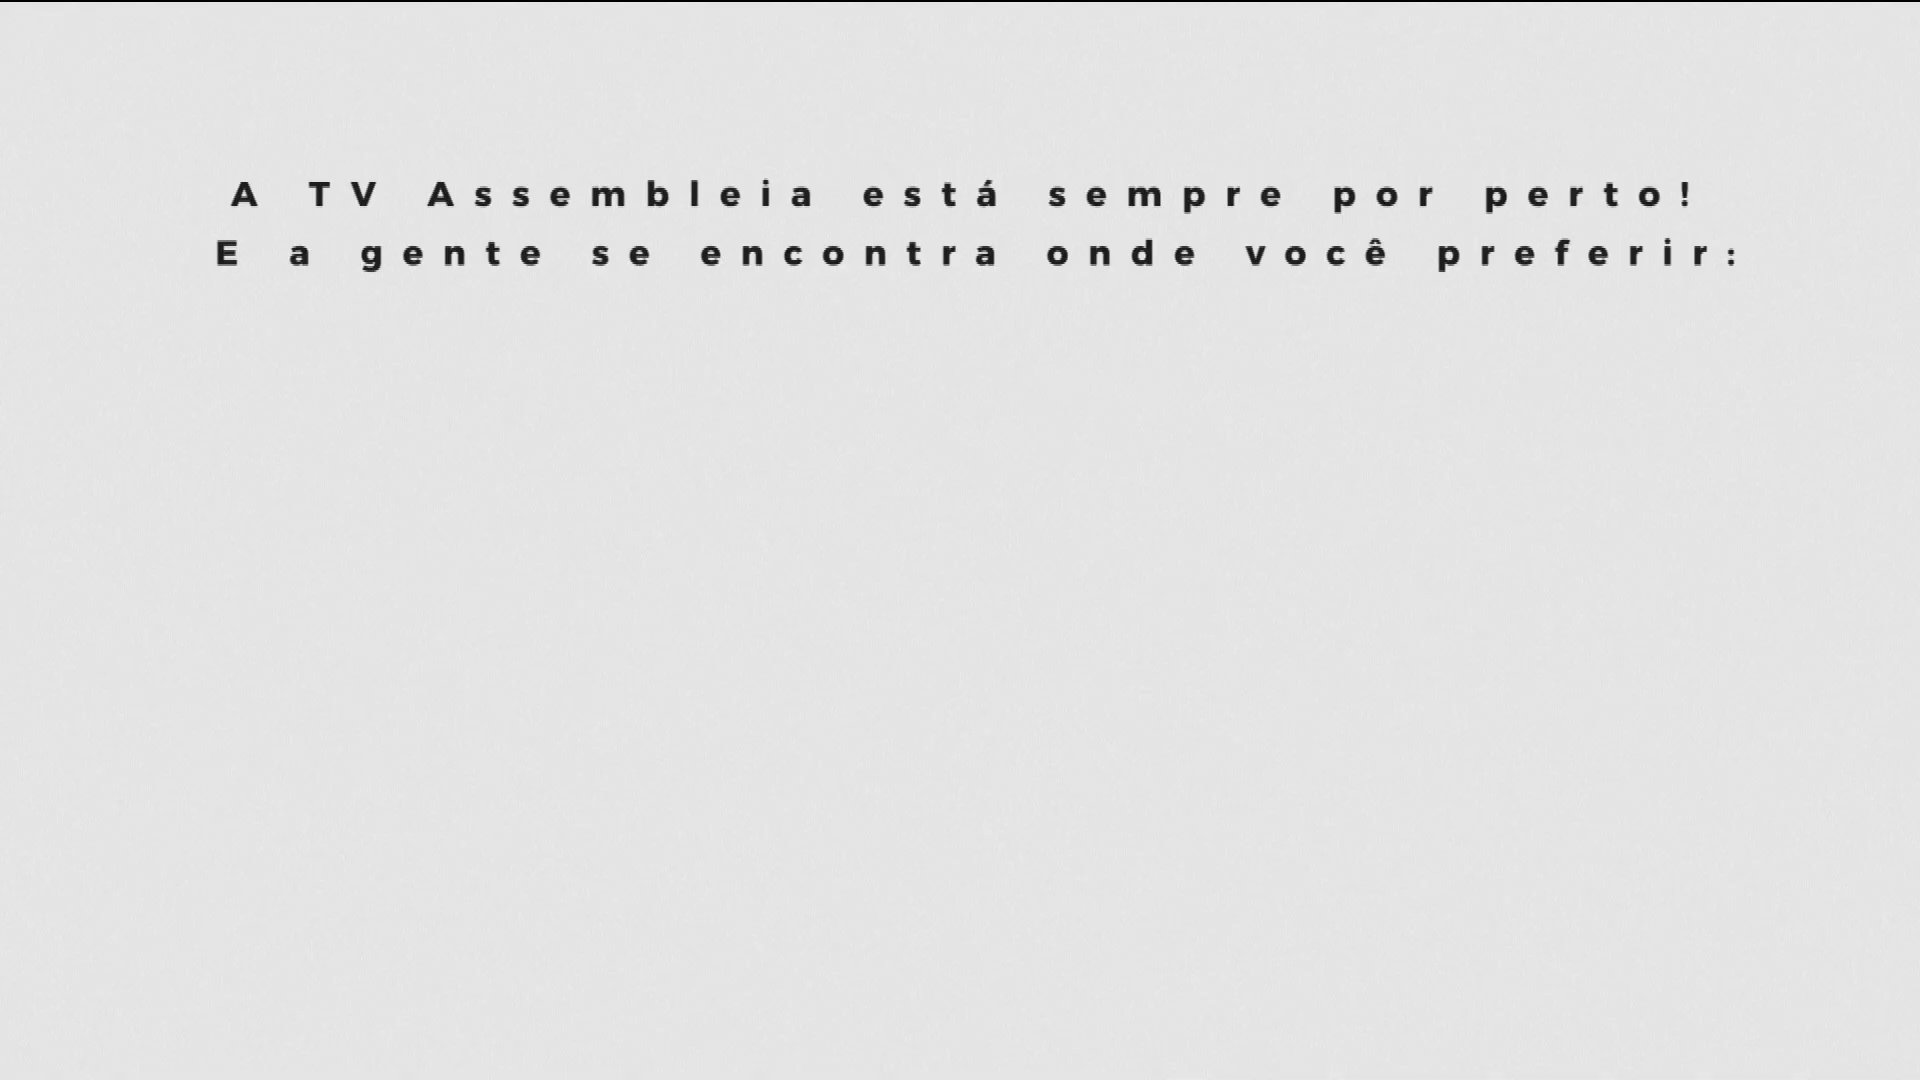 A TV Assembleia está sempre por perto!
E a gente se encontra onde você preferir: